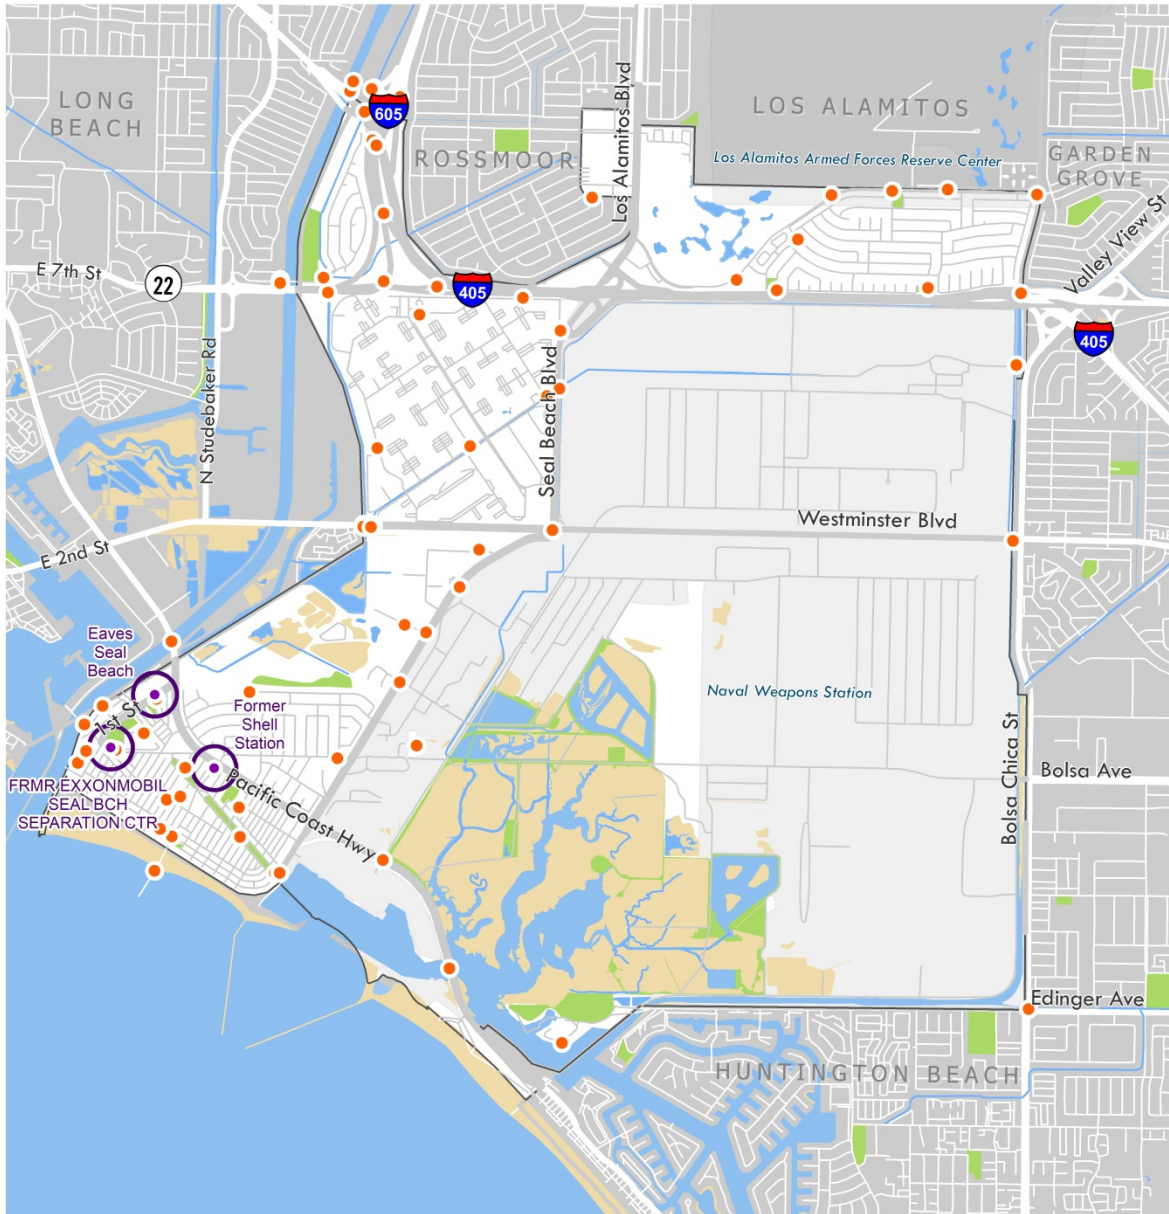 LONG
BEACH
605
ROSSMOOR
Los Alamitos Blvd
LOS ALAMITOS
Los Alamitos Armed Forces Reserve Center
GARDEN
GROVE
Valley View St
E 7th St
22
405
405
N Studebaker Rd
Seal Beach Blvd
Westminster Blvd
E 2nd St
Eaves
Seal
Beach
1st St
Former
Shell
Station
Naval Weapons Station
FRMR EXXONMOBIL
SEAL BCH
SEPARATION CTR
Pacific Coast Hwy
Bolsa Chica St
Bolsa Ave
Edinger Ave
HUNTINGTON BEACH